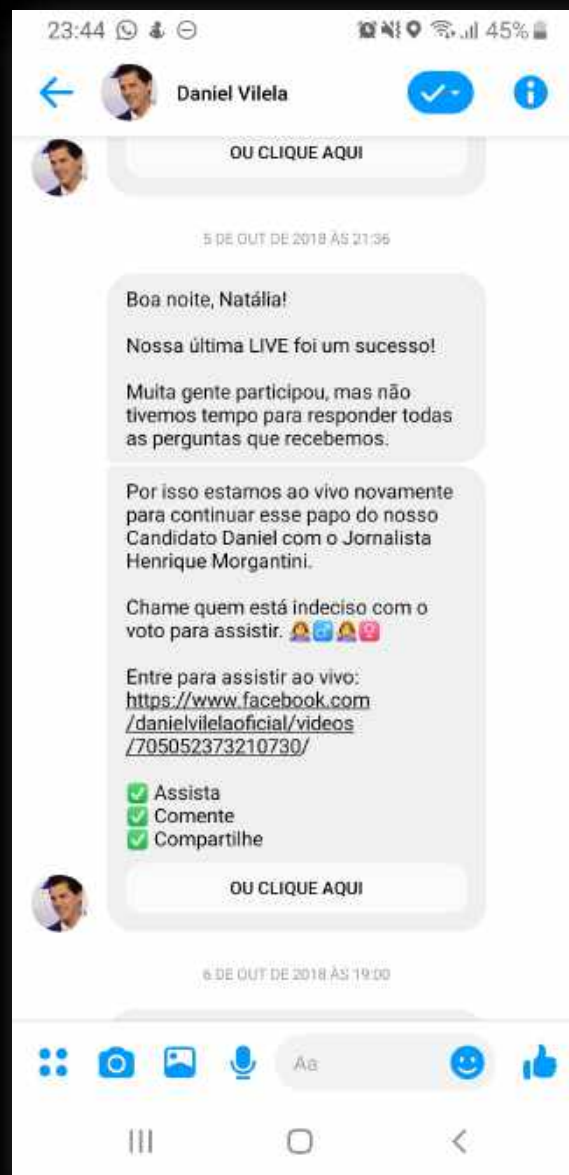 23:44
45%
Daniel Vilela
OU CLIQUE AQUI
5 DE OUT DE 2018 ÀS 21:36
Boa noite, Natália!
Nossa última LIVE foi um sucesso!
Muita gente participou, mas não
tivemos tempo para responder todas
as perguntas que recebemos.
Por isso estamos ao vivo novamente
para continuar esse papo do nosso
Candidato Daniel com o Jornalista
Henrique Morgantini.
Chame quem está indeciso com o
voto para assistir. 🤦‍♀️♂️🤦‍♀️♀️
Entre para assistir ao vivo:
https://www.facebook.com
/danielvilelaoficial/videos
/705052373210730/
✅ Assista
✅ Comente
✅ Compartilhe
OU CLIQUE AQUI
6 DE OUT DE 2018 ÀS 19:00
Aa